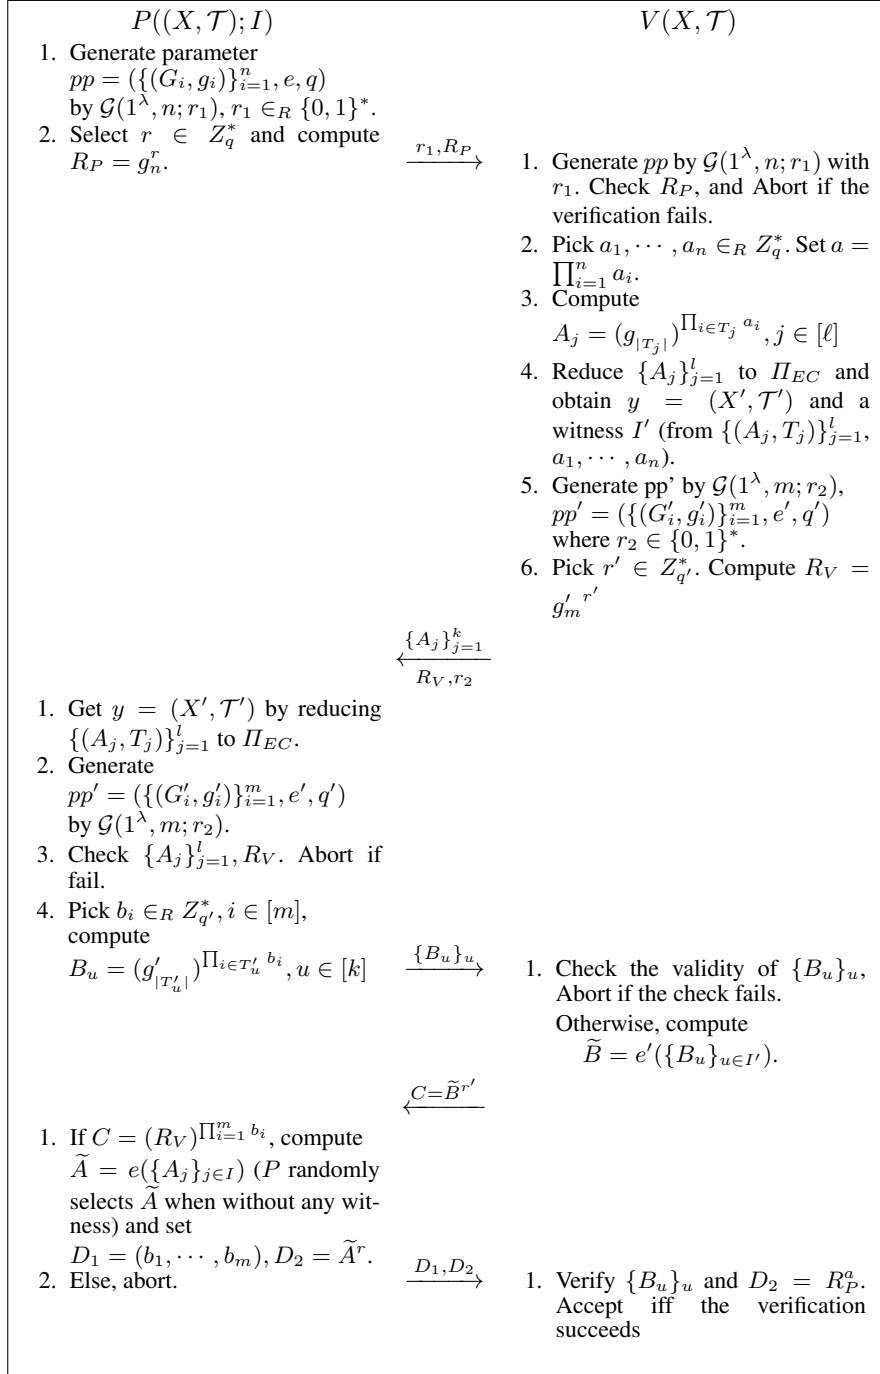 P((X, 𝒯); I)
V(X, 𝒯)
1. Generate parameter
pp = ({(G_i, g_i)}_{i=1}^n, e, q)
by 𝒢(1^λ, n; r_1), r_1 ∈_R {0, 1}^*.
2. Select r ∈ Z_q^* and compute
R_P = g_n^r.
r_1, R_P
1. Generate pp by 𝒢(1^λ, n; r_1) with
r_1. Check R_P, and Abort if the
verification fails.
2. Pick a_1, ⋯, a_n ∈_R Z_q^*. Set a =
∏_{i=1}^n a_i.
3. Compute
A_j = (g_{|T_j|})^{∏_{i∈T_j} a_i}, j ∈ [ℓ]
4. Reduce {A_j}_{j=1}^l to Π_{EC} and
obtain y = (X′, 𝒯′) and a
witness I′ (from {(A_j, T_j)}_{j=1}^l,
a_1, ⋯, a_n).
5. Generate pp' by 𝒢(1^λ, m; r_2),
pp′ = ({(G′_i, g′_i)}_{i=1}^m, e′, q′)
where r_2 ∈ {0, 1}^*.
6. Pick r′ ∈ Z_{q′}^*. Compute R_V =
g′_m^{r′}
{A_j}_{j=1}^k
R_V, r_2
1. Get y = (X′, 𝒯′) by reducing
{(A_j, T_j)}_{j=1}^l to Π_{EC}.
2. Generate
pp′ = ({(G′_i, g′_i)}_{i=1}^m, e′, q′)
by 𝒢(1^λ, m; r_2).
3. Check {A_j}_{j=1}^l, R_V. Abort if
fail.
4. Pick b_i ∈_R Z_{q′}^*, i ∈ [m],
compute
B_u = (g′_{|T′_u|})^{∏_{i∈T′_u} b_i}, u ∈ [k]
{B_u}_u
1. Check the validity of {B_u}_u,
Abort if the check fails.
Otherwise, compute
B̃ = e′({B_u}_{u∈I′}).
C=B̃^{r′}
1. If C = (R_V)^{∏_{i=1}^m b_i}, compute
Ã = e({A_j}_{j∈I}) (P randomly
selects Ã when without any wit-
ness) and set
D_1 = (b_1, ⋯, b_m), D_2 = Ã^r.
2. Else, abort.
D_1, D_2
1. Verify {B_u}_u and D_2 = R_P^a.
Accept iff the verification
succeeds